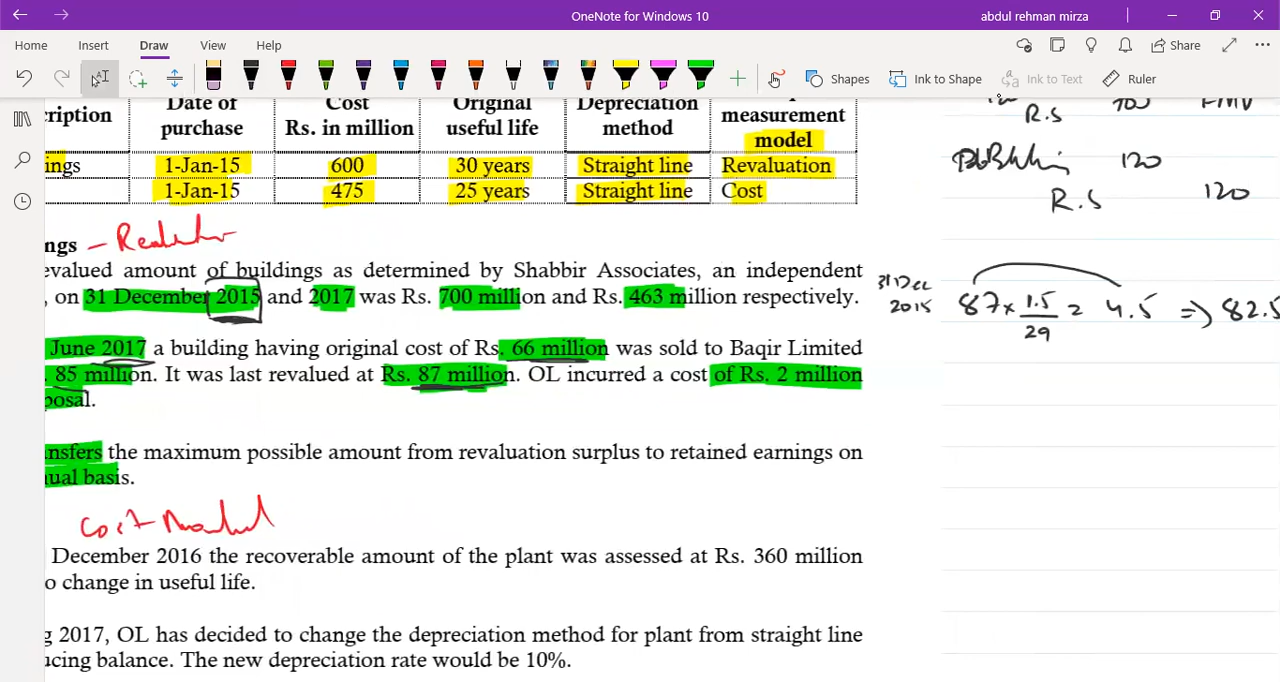 OneNote for Windows 10
abdul rehman mirza
Home Insert Draw View Help
Share
Shapes Ink to Shape Ink to Text Ruler
cription Date of purchase Cost Rs. in million Original useful life Depreciation method measurement model
ings 1-Jan-15 600 30 years Straight line Revaluation
1-Jan-15 475 25 years Straight line Cost
ngs –
evalued amount of buildings as determined by Shabbir Associates, an independent
, on 31 December 2015 and 2017 was Rs. 700 million and Rs. 463 million respectively.
June 2017 a building having original cost of Rs. 66 million was sold to Baqir Limited
. 85 million. It was last revalued at Rs. 87 million. OL incurred a cost of Rs. 2 million
posal.
ansfers the maximum possible amount from revaluation surplus to retained earnings on
nual basis.
Cost Model
December 2016 the recoverable amount of the plant was assessed at Rs. 360 million
o change in useful life.
g 2017, OL has decided to change the depreciation method for plant from straight line
ucing balance. The new depreciation rate would be 10%.
R.S 700
120
R.S 120
31 Dec
2015 87 × 1.5 = 4.5 => 82.5
29